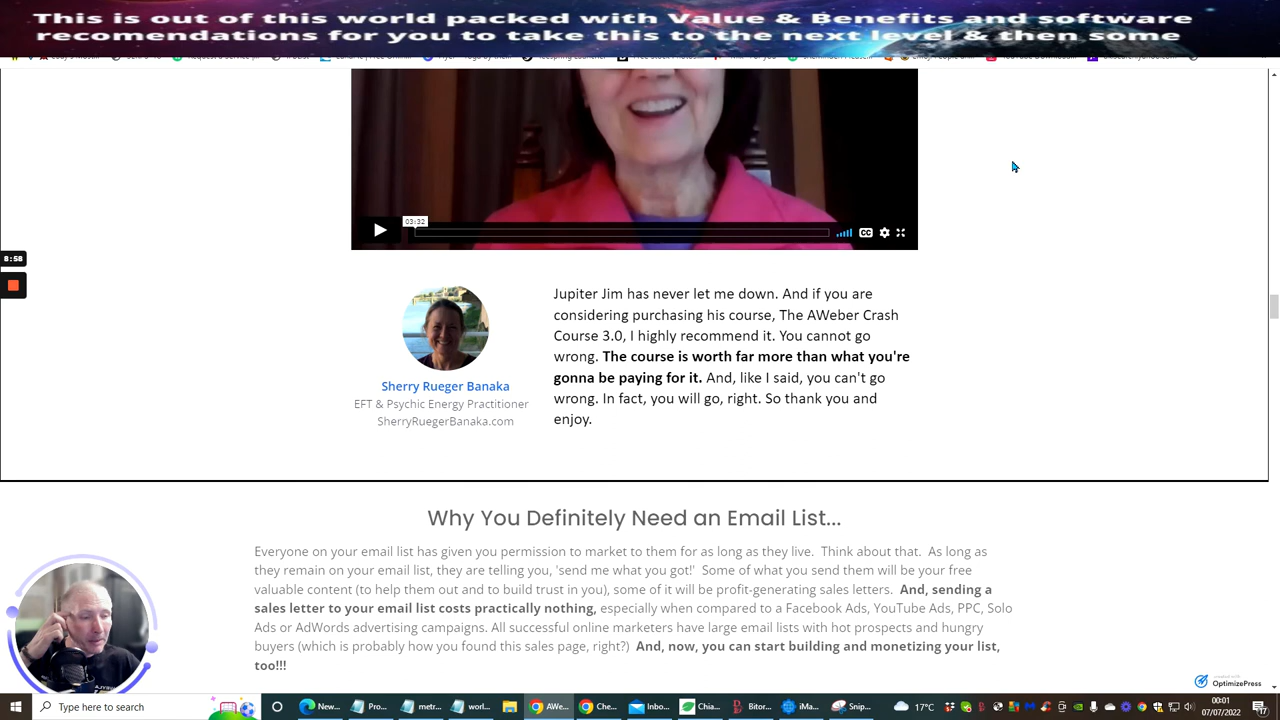 This is out of this world packed with Value & Benefits and software
recomendations for you to take this to the next level & then some
03:32
CC
8:58
Jupiter Jim has never let me down. And if you are
considering purchasing his course, The AWeber Crash
Course 3.0, I highly recommend it. You cannot go
wrong. The course is worth far more than what you're
gonna be paying for it. And, like I said, you can't go
wrong. In fact, you will go, right. So thank you and
enjoy.
Sherry Rueger Banaka
EFT & Psychic Energy Practitioner
SherryRuegerBanaka.com
Why You Definitely Need an Email List...
Everyone on your email list has given you permission to market to them for as long as they live. Think about that. As long as
they remain on your email list, they are telling you, 'send me what you got!' Some of what you send them will be your free
valuable content (to help them out and to build trust in you), some of it will be profit-generating sales letters. And, sending a
sales letter to your email list costs practically nothing, especially when compared to a Facebook Ads, YouTube Ads, PPC, Solo
Ads or AdWords advertising campaigns. All successful online marketers have large email lists with hot prospects and hungry
buyers (which is probably how you found this sales page, right?) And, now, you can start building and monetizing your list,
too!!!
OptimizePress
Type here to search
New...
Pro...
metr...
worl...
AWe...
Che...
Inbo...
Chia...
Bitor...
iMa...
Snip...
17°C
00:01
07/07/2022